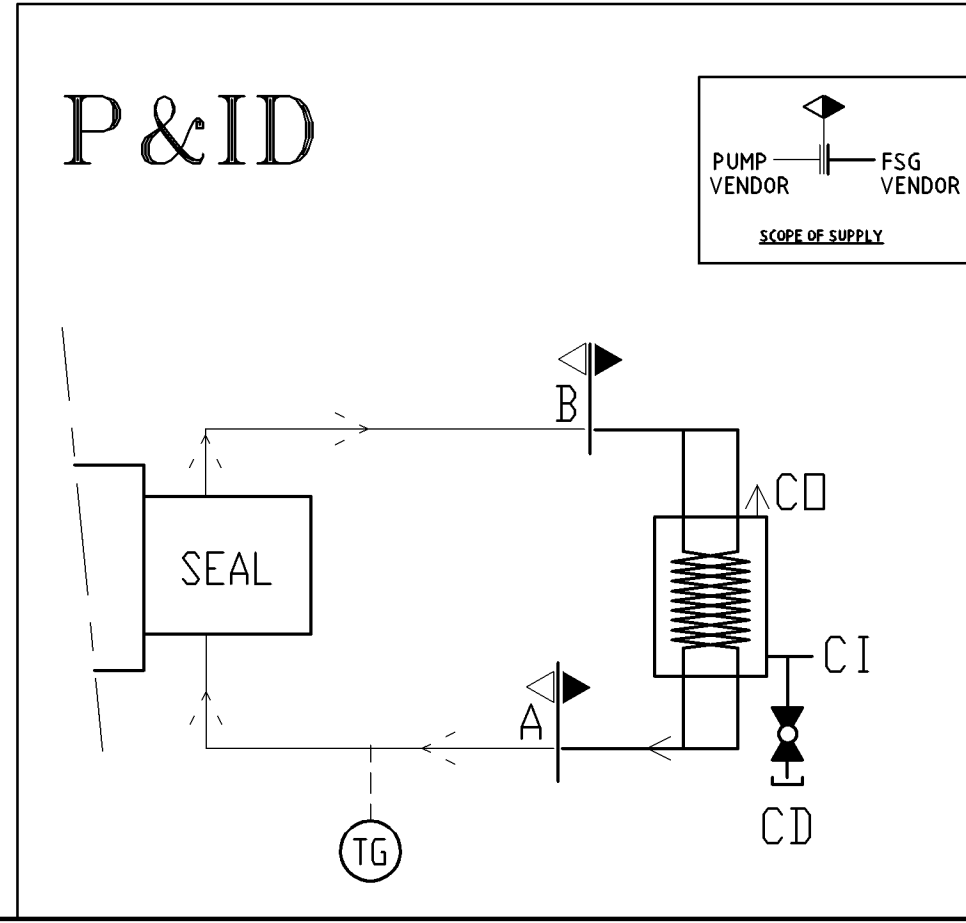 P&ID
PUMP
VENDOR
FSG
VENDOR
SCOPE OF SUPPLY
B
CO
SEAL
CI
A
CD
TG